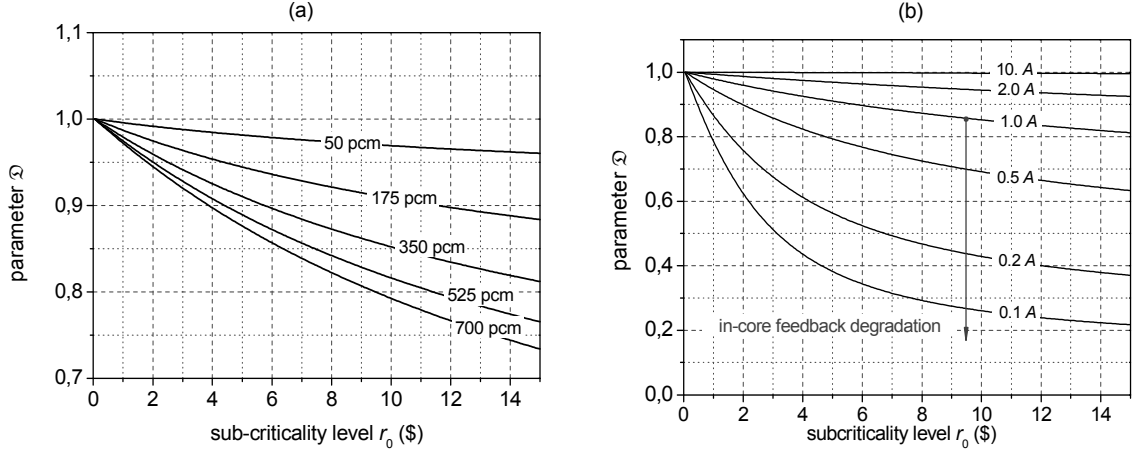 (a)
1,1
1,0
0,9
0,8
0,7
parameter 𝔇
50 pcm
175 pcm
350 pcm
525 pcm
700 pcm
0 2 4 6 8 10 12 14
sub-criticality level r₀ ($)
(b)
1,0
0,8
0,6
0,4
0,2
0,0
parameter 𝔇
10. A
2.0 A
1.0 A
0.5 A
0.2 A
0.1 A
in-core feedback degradation
0 2 4 6 8 10 12 14
subcriticality level r₀ ($)